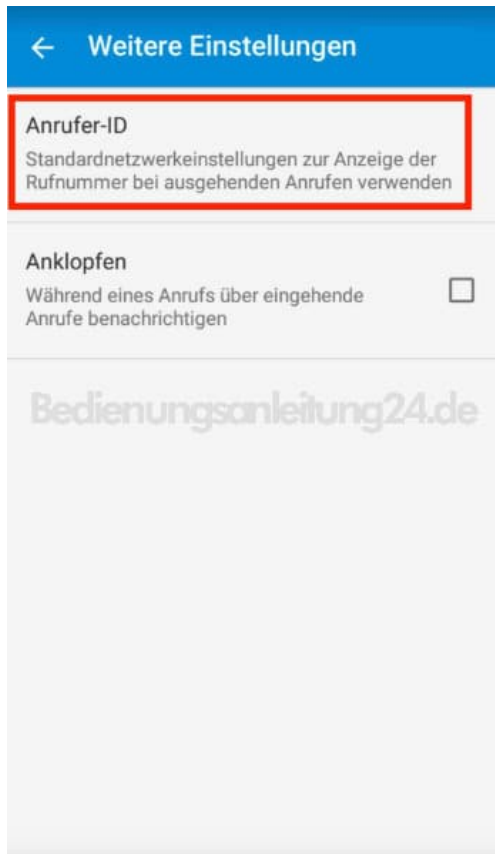 Weitere Einstellungen
Anrufer-ID
Standardnetzwerkeinstellungen zur Anzeige der
Rufnummer bei ausgehenden Anrufen verwenden
Anklopfen
Während eines Anrufs über eingehende
Anrufe benachrichtigen
Bedienungsanleitung24.de